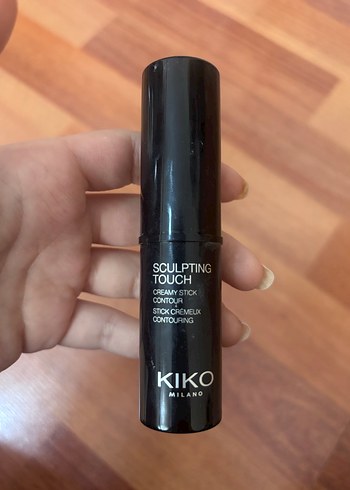 SCULPTING
TOUCH
CREAMY STICK
CONTOUR
STICK CRÉMEUX
CONTOURING
KIKO
MILANO